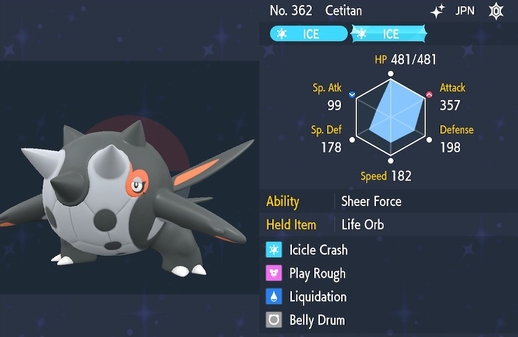 No. 362 Cetitan JPN
ICE ICE
HP 481/481
Sp. Atk 99
Attack 357
Sp. Def 178
Defense 198
Speed 182
Ability Sheer Force
Held Item Life Orb
Icicle Crash
Play Rough
Liquidation
Belly Drum